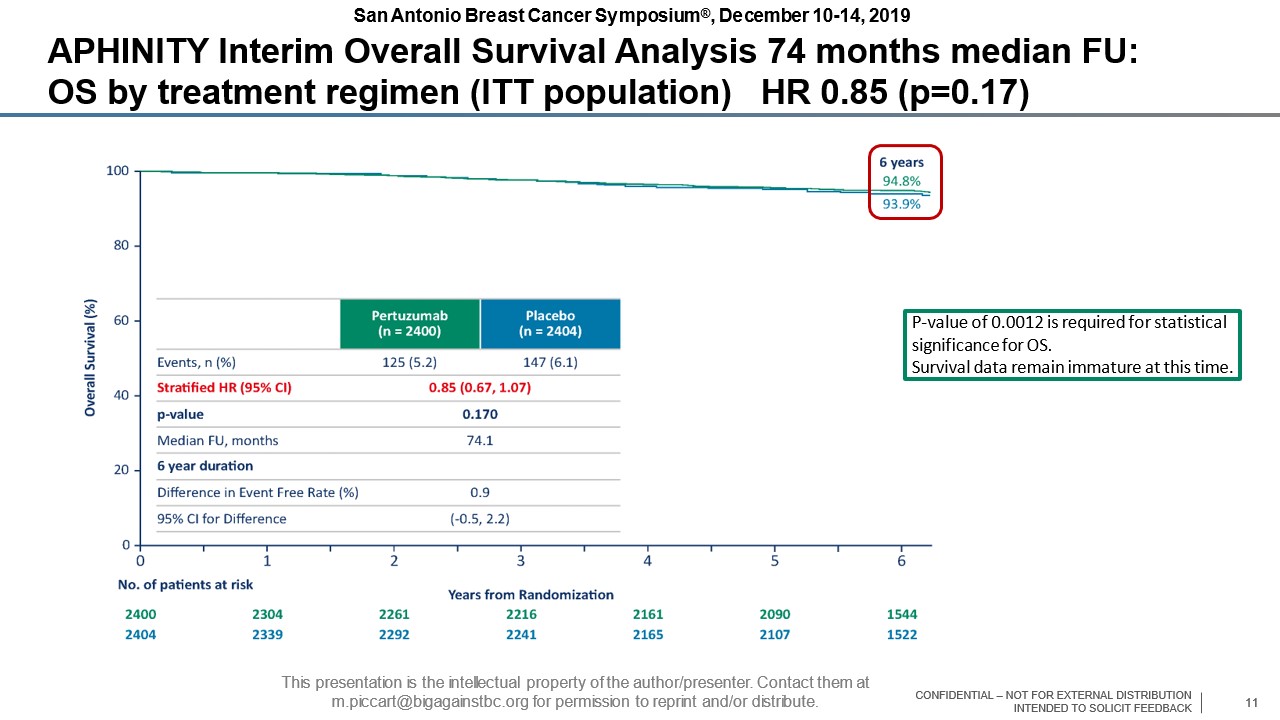 San Antonio Breast Cancer Symposium®, December 10-14, 2019
APHINITY Interim Overall Survival Analysis 74 months median FU:
OS by treatment regimen (ITT population) HR 0.85 (p=0.17)
6 years
94.8%
93.9%
Overall Survival (%)
100
80
60
40
20
0
Pertuzumab (n = 2400) Placebo (n = 2404)
Events, n (%) 125 (5.2) 147 (6.1)
Stratified HR (95% CI) 0.85 (0.67, 1.07)
p-value 0.170
Median FU, months 74.1
6 year duration
Difference in Event Free Rate (%) 0.9
95% CI for Difference (-0.5, 2.2)
P-value of 0.0012 is required for statistical
significance for OS.
Survival data remain immature at this time.
0 1 2 3 4 5 6
No. of patients at risk
Years from Randomization
2400 2304 2261 2216 2161 2090 1544
2404 2339 2292 2241 2165 2107 1522
This presentation is the intellectual property of the author/presenter. Contact them at
m.piccart@bigagainstbc.org for permission to reprint and/or distribute.
CONFIDENTIAL – NOT FOR EXTERNAL DISTRIBUTION
INTENDED TO SOLICIT FEEDBACK
11